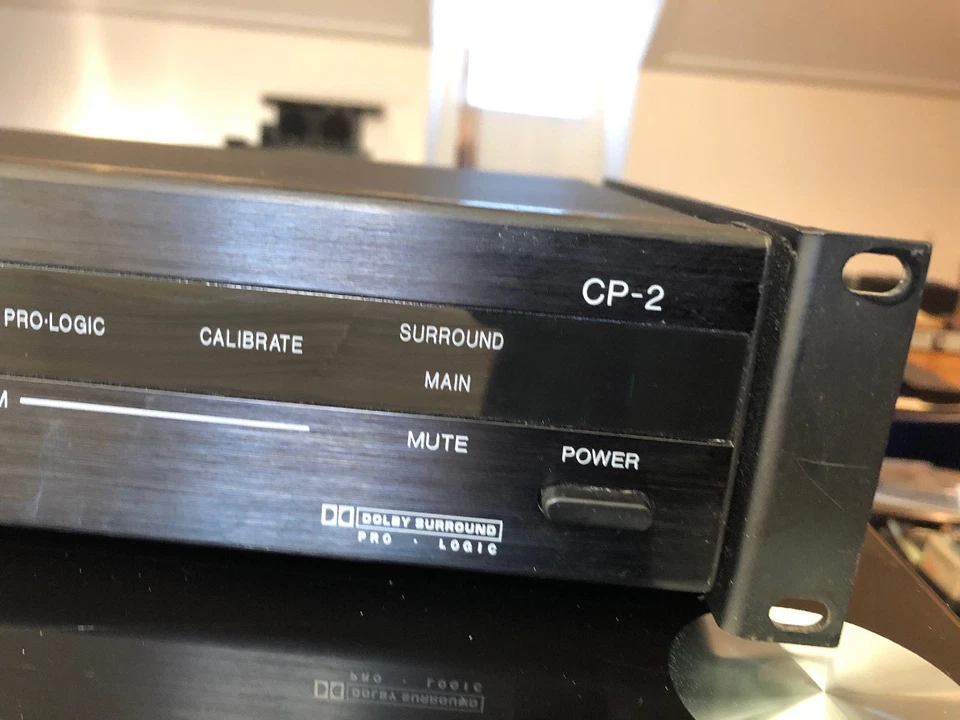 CP-2
PRO·LOGIC CALIBRATE SURROUND
MAIN
M MUTE POWER
DOLBY SURROUND
PRO · LOGIC